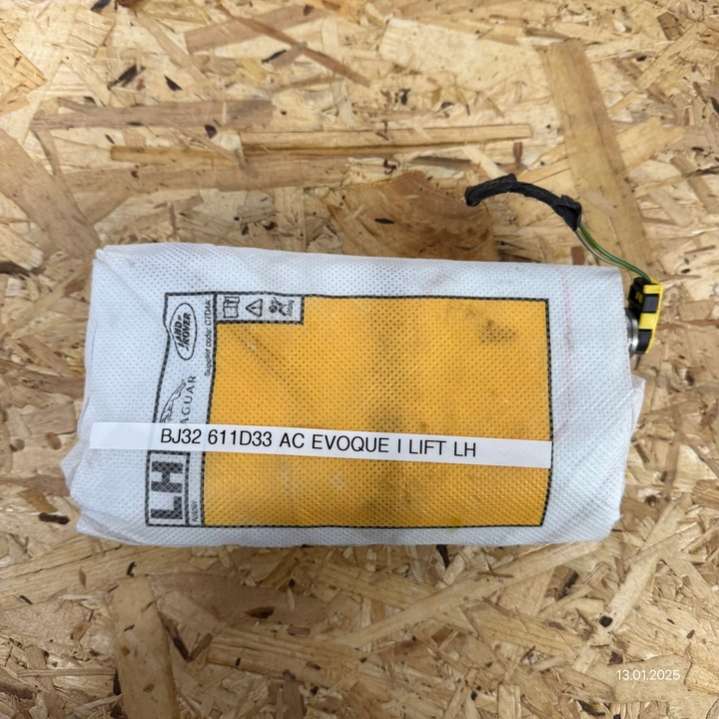 LAND ROVER
JAGUAR
LH
BJ32 611D33 AC EVOQUE I LIFT LH
13.01.2025